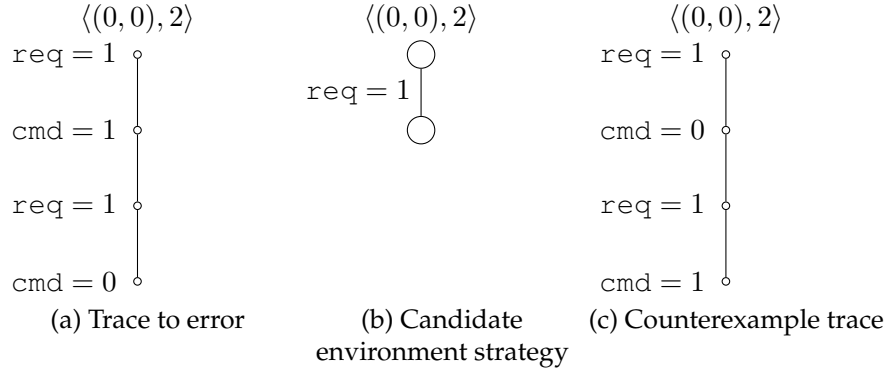 ⟨(0, 0), 2⟩
req = 1
cmd = 1
req = 1
cmd = 0
(a) Trace to error
⟨(0, 0), 2⟩
req = 1
(b) Candidate
environment strategy
⟨(0, 0), 2⟩
req = 1
cmd = 0
req = 1
cmd = 1
(c) Counterexample trace